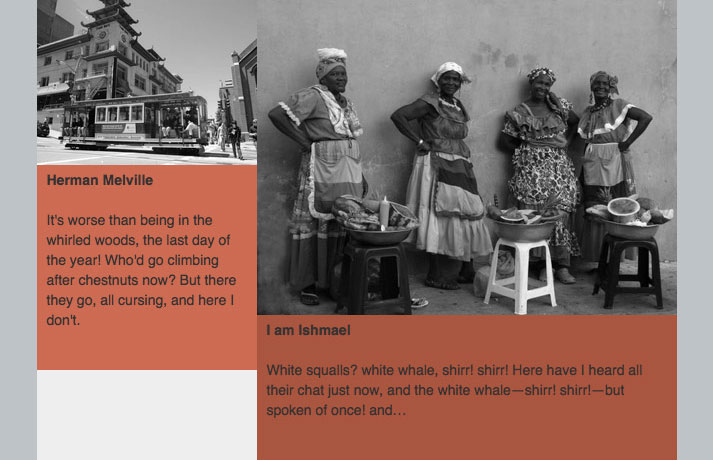 Herman Melville
It's worse than being in the
whirled woods, the last day of
the year! Who'd go climbing
after chestnuts now? But there
they go, all cursing, and here I
don't.
I am Ishmael
White squalls? white whale, shirr! shirr! Here have I heard all
their chat just now, and the white whale—shirr! shirr!—but
spoken of once! and…